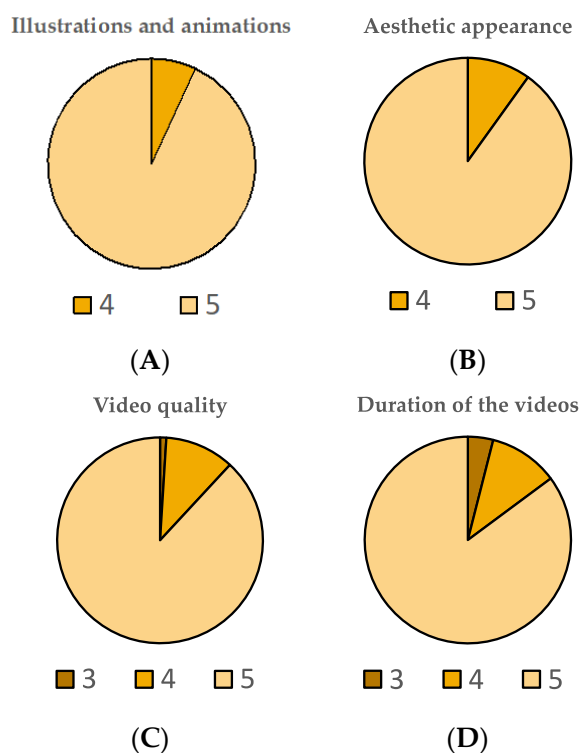 Illustrations and animations
Aesthetic appearance
4 5
4 5
(A)
(B)
Video quality
Duration of the videos
3 4 5
3 4 5
(C)
(D)